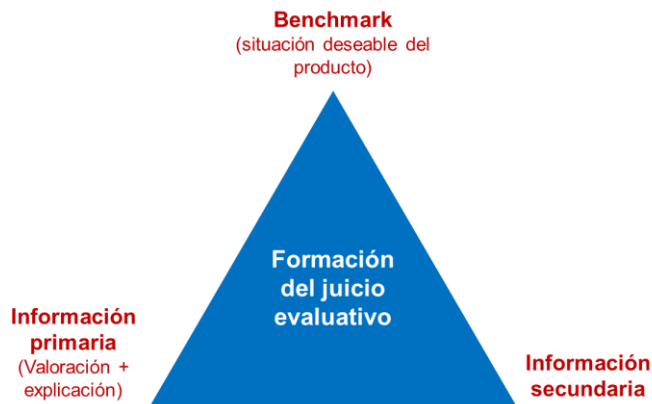 Benchmark
(situación deseable del
producto)
Formación
del juicio
evaluativo
Información
primaria
(Valoración +
explicación)
Información
secundaria